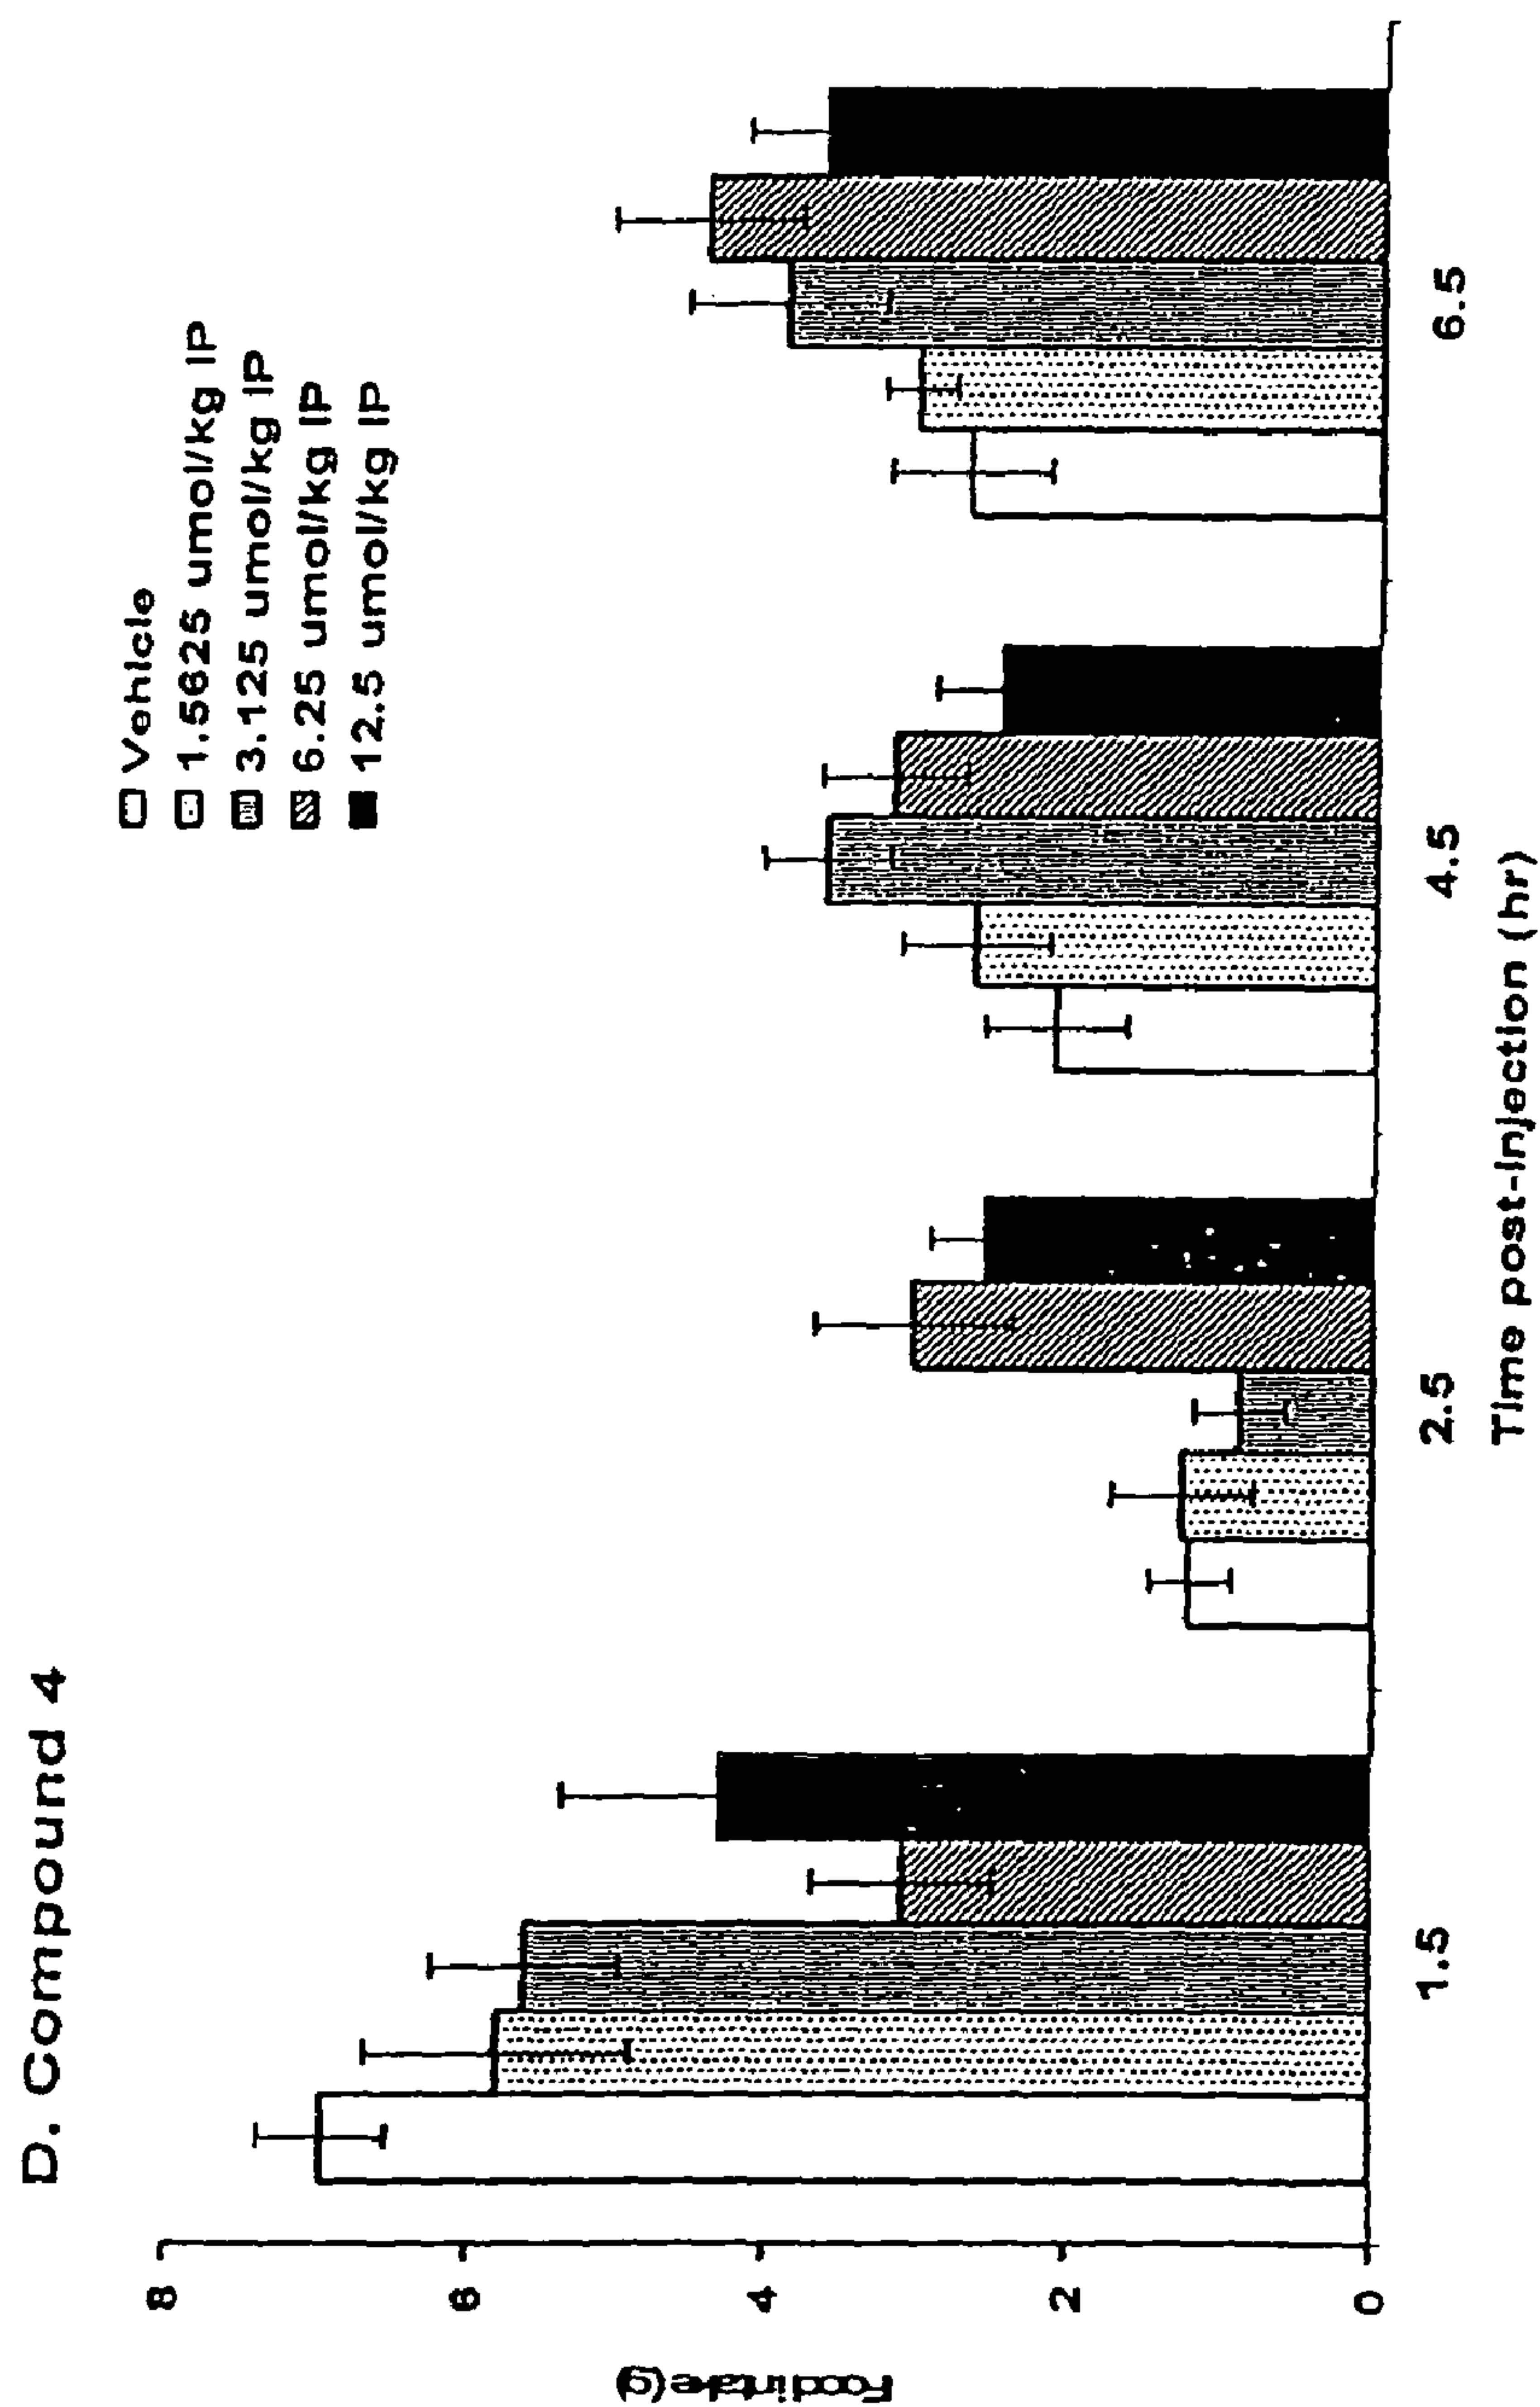 D. Compound 4
Vehicle
1.5625 umol/kg IP
3.125 umol/kg IP
6.25 umol/kg IP
12.5 umol/kg IP
Food intake (g)
8
6
4
2
0
1.5
2.5
4.5
6.5
Time post-injection (hr)